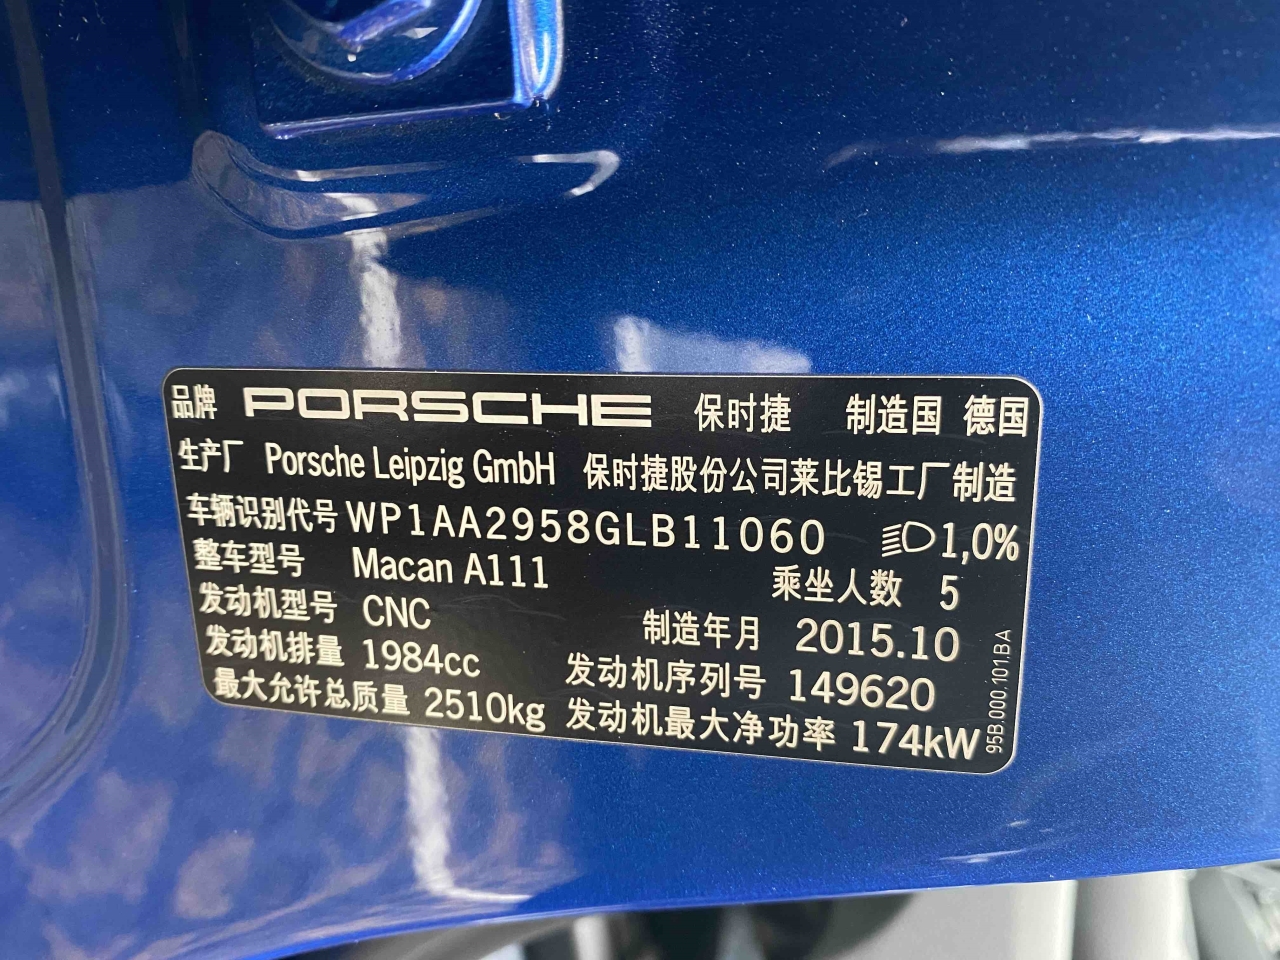 品牌 PORSCHE 保时捷 制造国 德国
生产厂 Porsche Leipzig GmbH 保时捷股份公司莱比锡工厂制造
车辆识别代号 WP1AA2958GLB11060 1,0%
整车型号 Macan A111 乘坐人数 5
发动机型号 CNC 制造年月 2015.10
发动机排量 1984cc 发动机序列号 149620
最大允许总质量 2510kg 发动机最大净功率 174kW
95B.000.101.BA